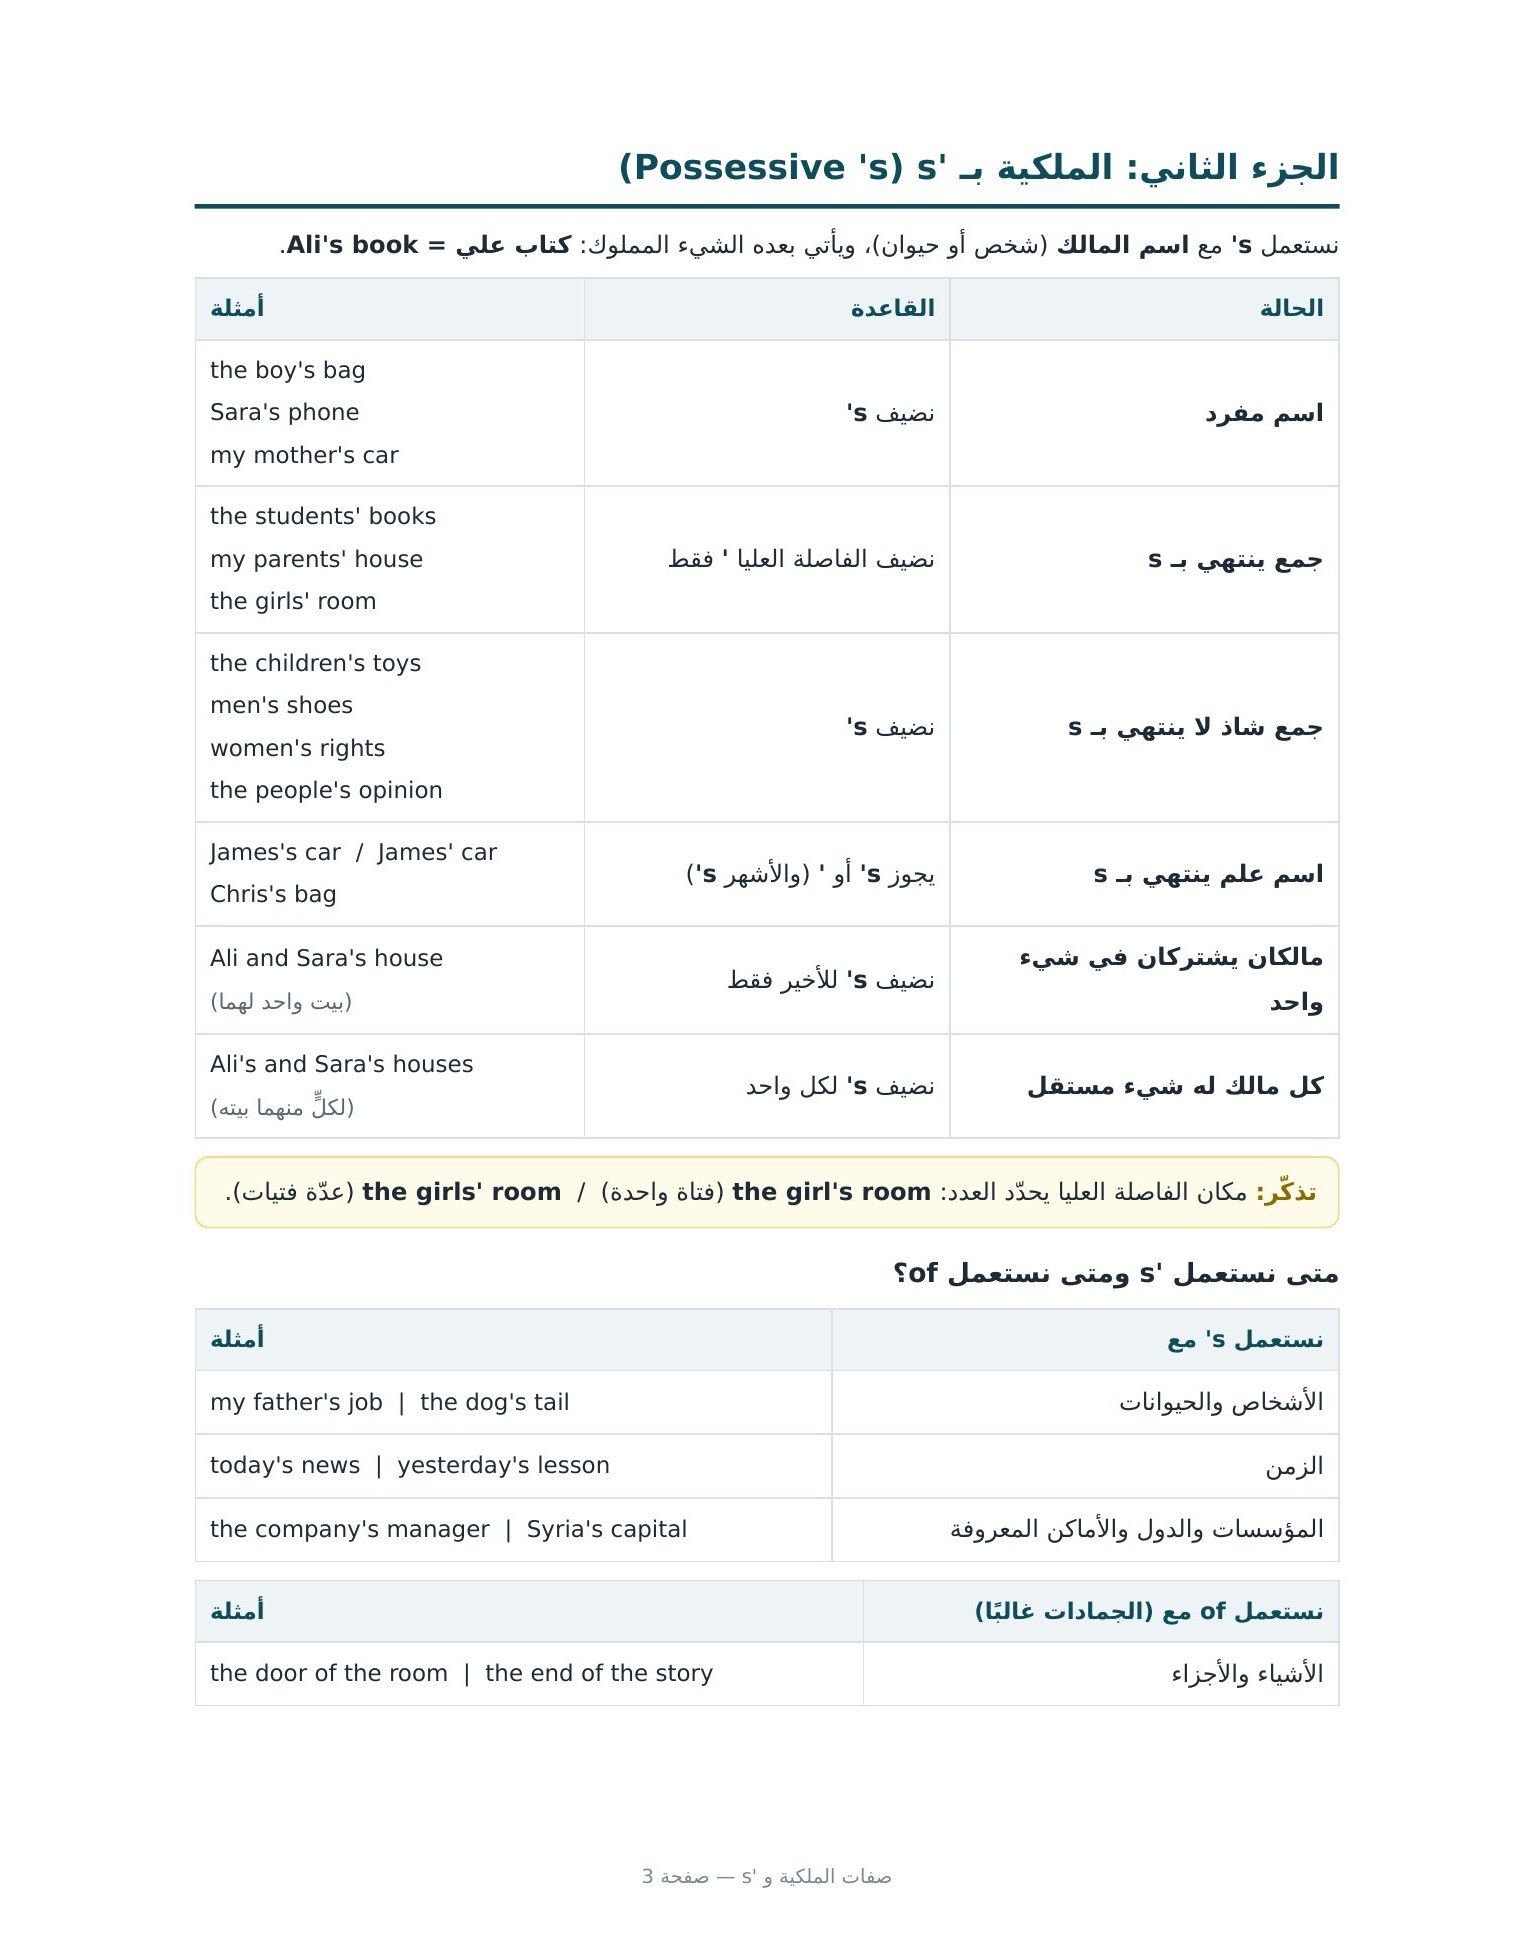 الجزء الثاني: الملكية بـ 's (Possessive 's)
نستعمل 's مع اسم المالك (شخص أو حيوان)، ويأتي بعده الشيء المملوك: كتاب علي = Ali's book.
الحالة | القاعدة | أمثلة
اسم مفرد | نضيف 's | the boy's bag
Sara's phone
my mother's car
جمع ينتهي بـ s | نضيف الفاصلة العليا ' فقط | the students' books
my parents' house
the girls' room
جمع شاذ لا ينتهي بـ s | نضيف 's | the children's toys
men's shoes
women's rights
the people's opinion
اسم علم ينتهي بـ s | يجوز 's أو ' (والأشهر 's) | James's car / James' car
Chris's bag
مالكان يشتركان في شيء
واحد | نضيف 's للأخير فقط | Ali and Sara's house
(بيت واحد لهما)
كل مالك له شيء مستقل | نضيف 's لكل واحد | Ali's and Sara's houses
(لكلٍّ منهما بيته)
تذكّر: مكان الفاصلة العليا يحدّد العدد: the girl's room (فتاة واحدة) / the girls' room (عدّة فتيات).
متى نستعمل 's ومتى نستعمل of؟
نستعمل 's مع | أمثلة
الأشخاص والحيوانات | my father's job | the dog's tail
الزمن | today's news | yesterday's lesson
المؤسسات والدول والأماكن المعروفة | the company's manager | Syria's capital
نستعمل of مع (الجمادات غالبًا) | أمثلة
الأشياء والأجزاء | the door of the room | the end of the story
صفات الملكية و 's — صفحة 3